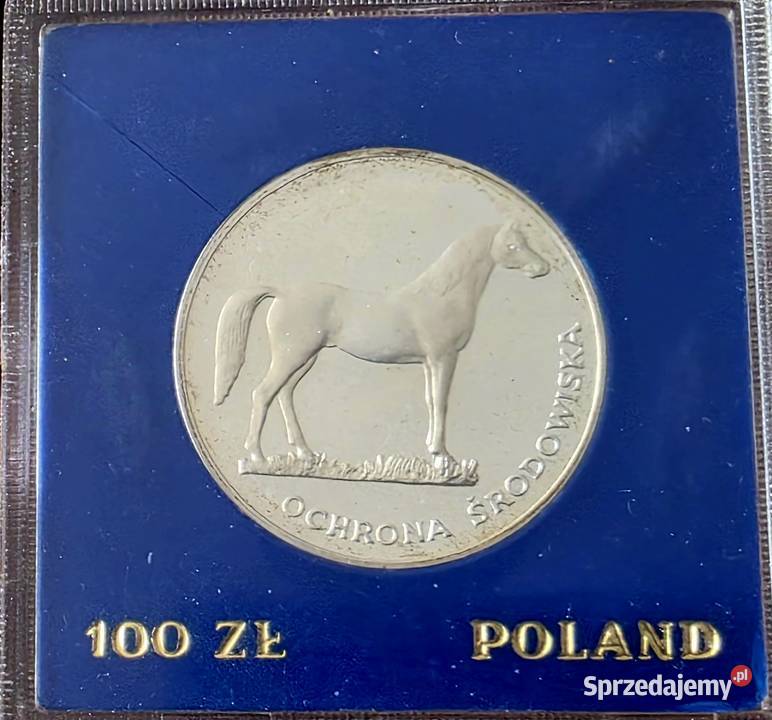 OCHRONA ŚRODOWISKA
100 ZŁ POLAND
Sprzedajemy.pl